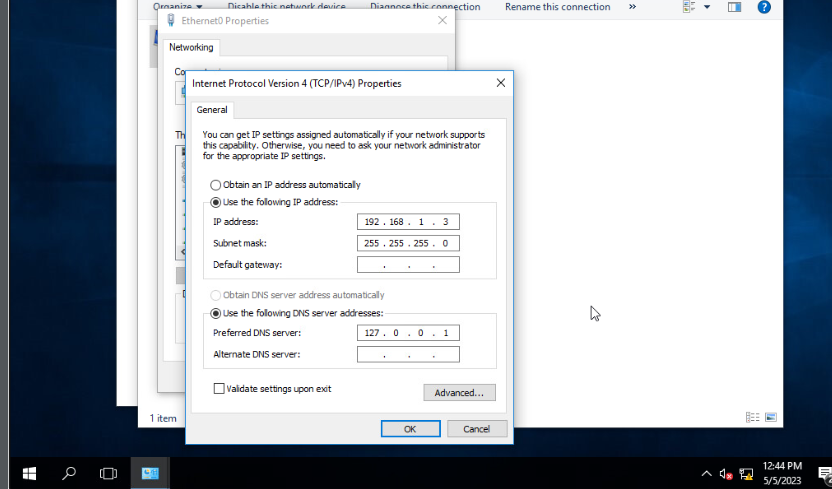 Organize
Disable this network device
Diagnose this connection
Rename this connection
»
Ethernet0 Properties
Networking
Internet Protocol Version 4 (TCP/IPv4) Properties
General
You can get IP settings assigned automatically if your network supports
this capability. Otherwise, you need to ask your network administrator
for the appropriate IP settings.
Obtain an IP address automatically
Use the following IP address:
IP address:
192 . 168 . 1 . 3
Subnet mask:
255 . 255 . 255 . 0
Default gateway:
. . .
Obtain DNS server address automatically
Use the following DNS server addresses:
Preferred DNS server:
127 . 0 . 0 . 1
Alternate DNS server:
. . .
Validate settings upon exit
Advanced...
OK
Cancel
1 item
12:44 PM
5/5/2023